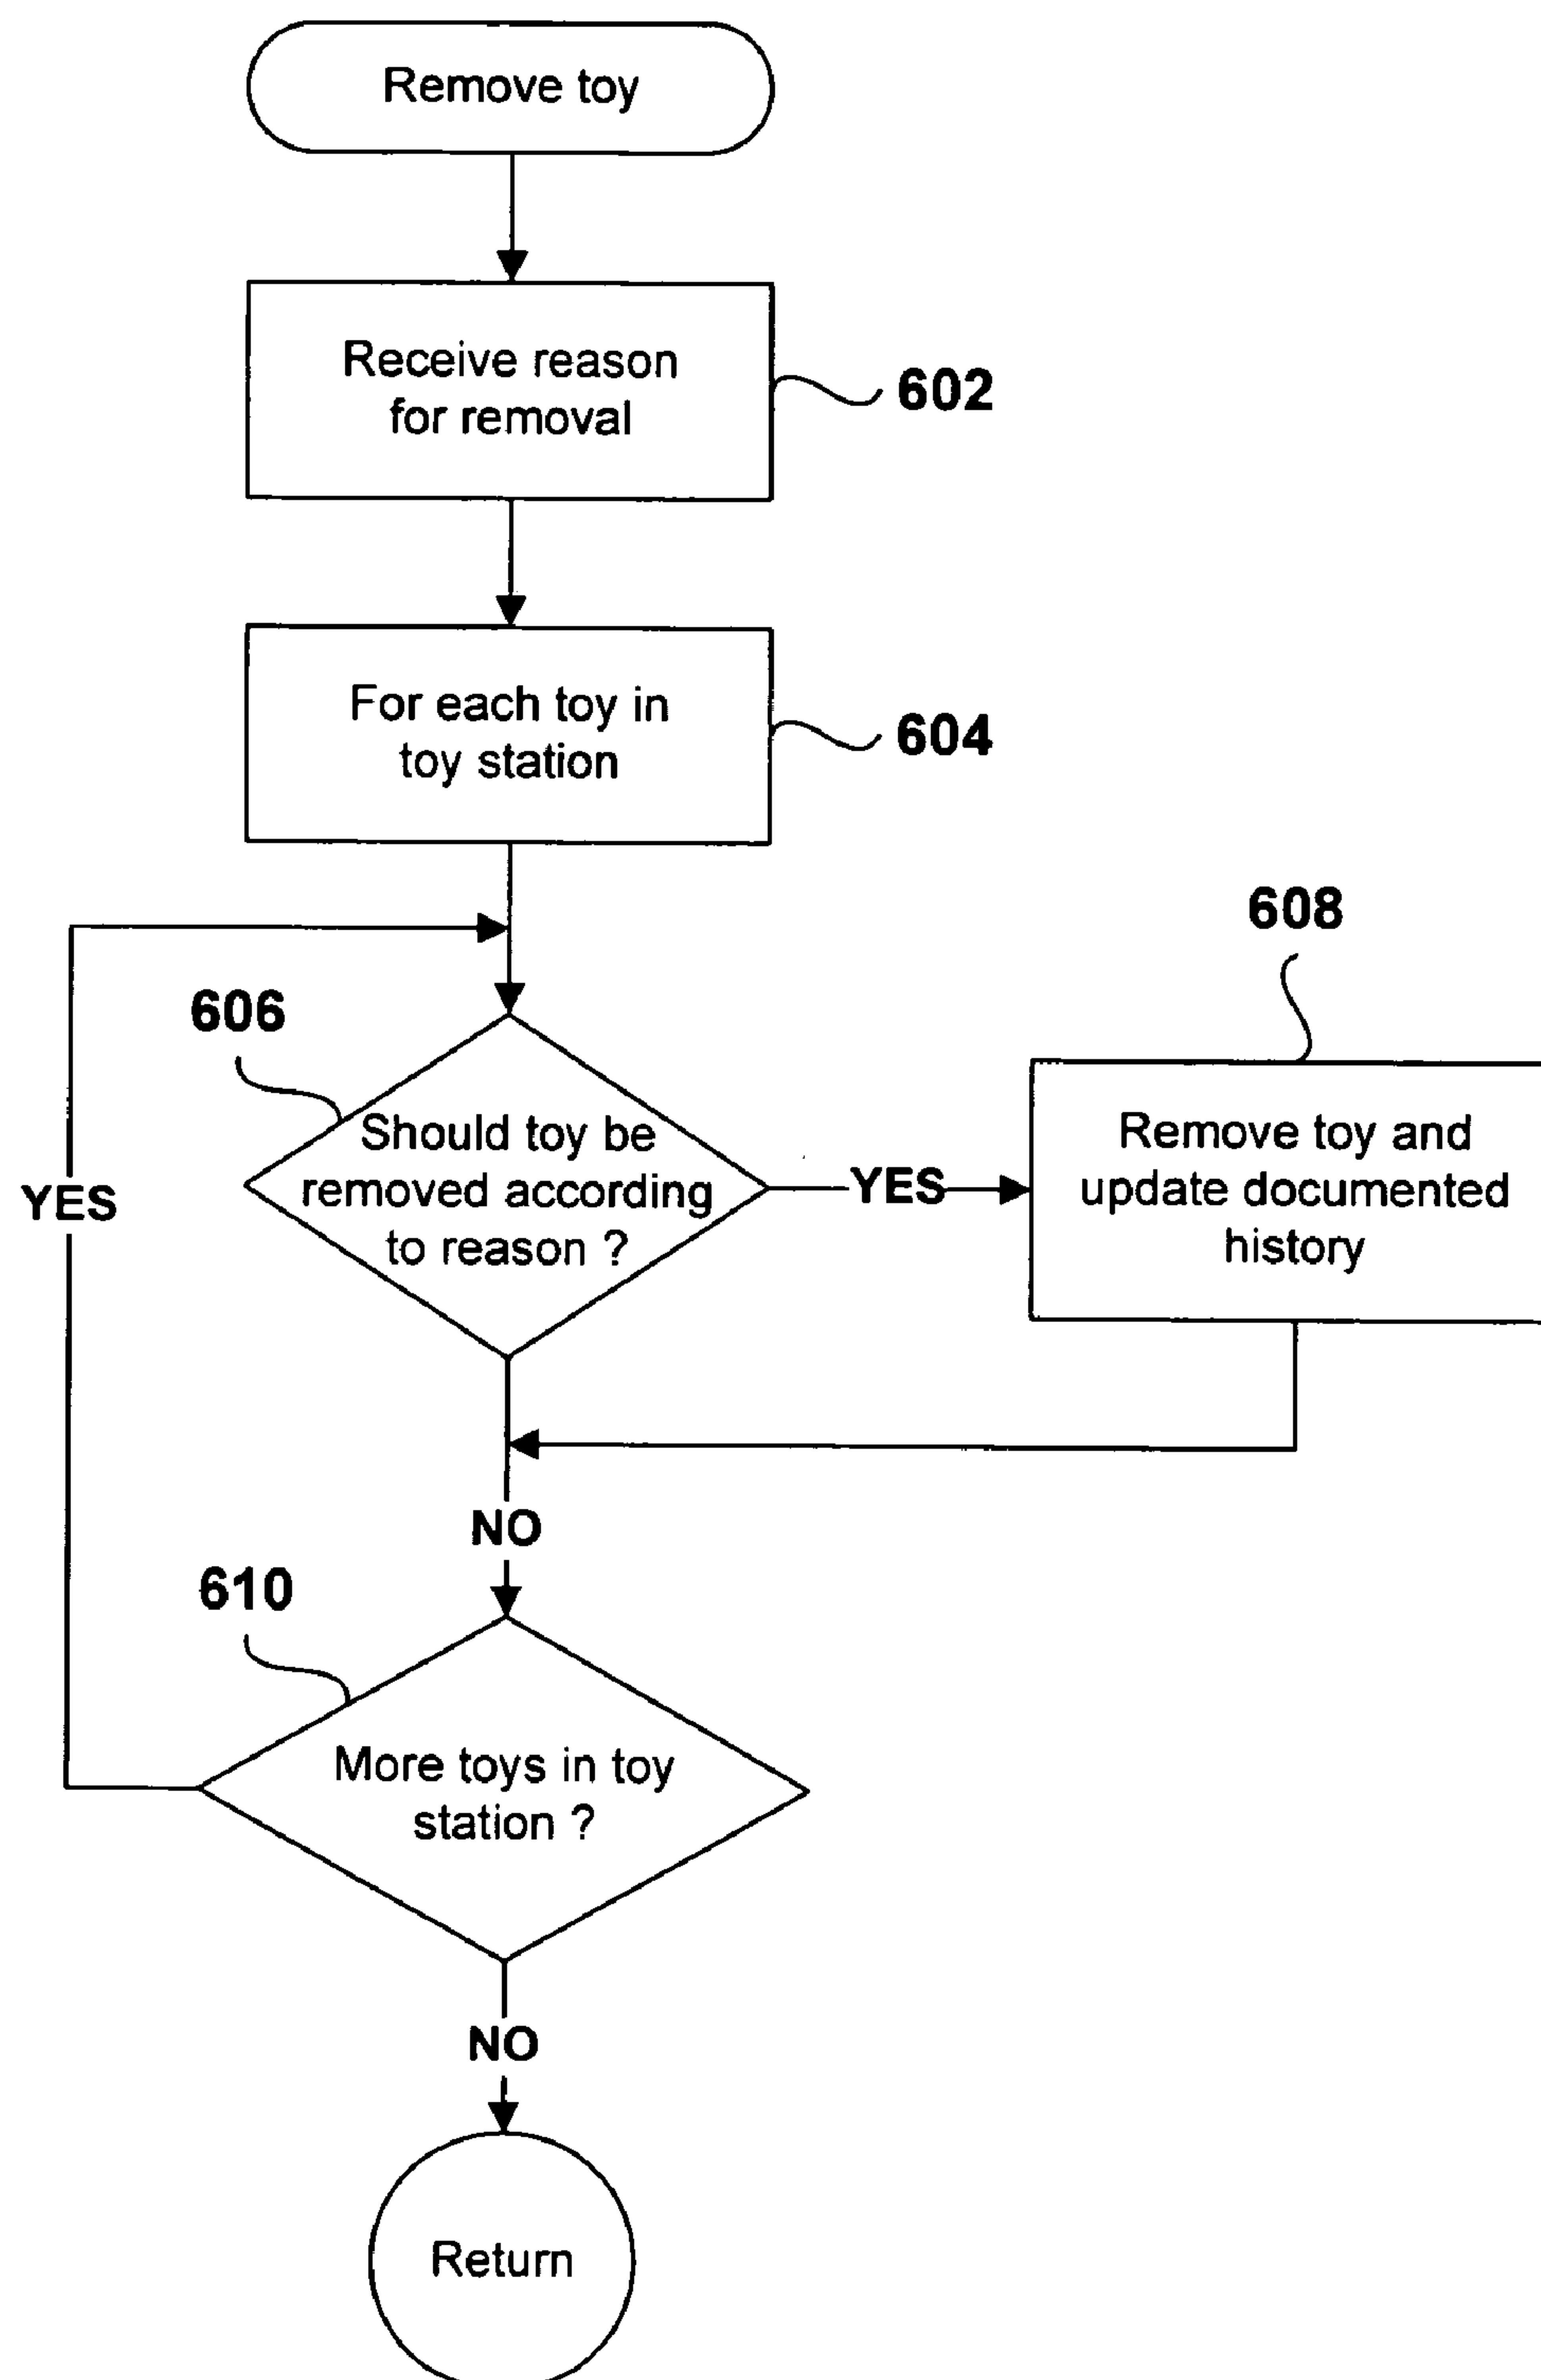 Remove toy
Receive reason
for removal
602
For each toy in
toy station
604
608
606
Should toy be
removed according
to reason ?
YES
Remove toy and
update documented
history
YES
NO
610
More toys in toy
station ?
NO
Return